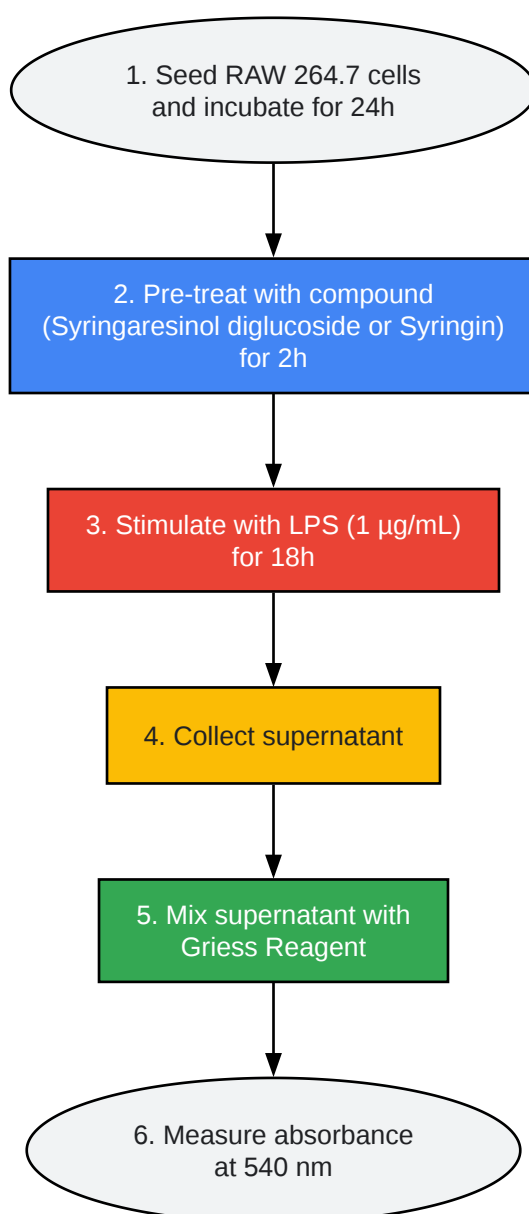 1. Seed RAW 264.7 cells
and incubate for 24h
2. Pre-treat with compound
(Syringaresinol diglucoside or Syringin)
for 2h
3. Stimulate with LPS (1 µg/mL)
for 18h
4. Collect supernatant
5. Mix supernatant with
Griess Reagent
6. Measure absorbance
at 540 nm